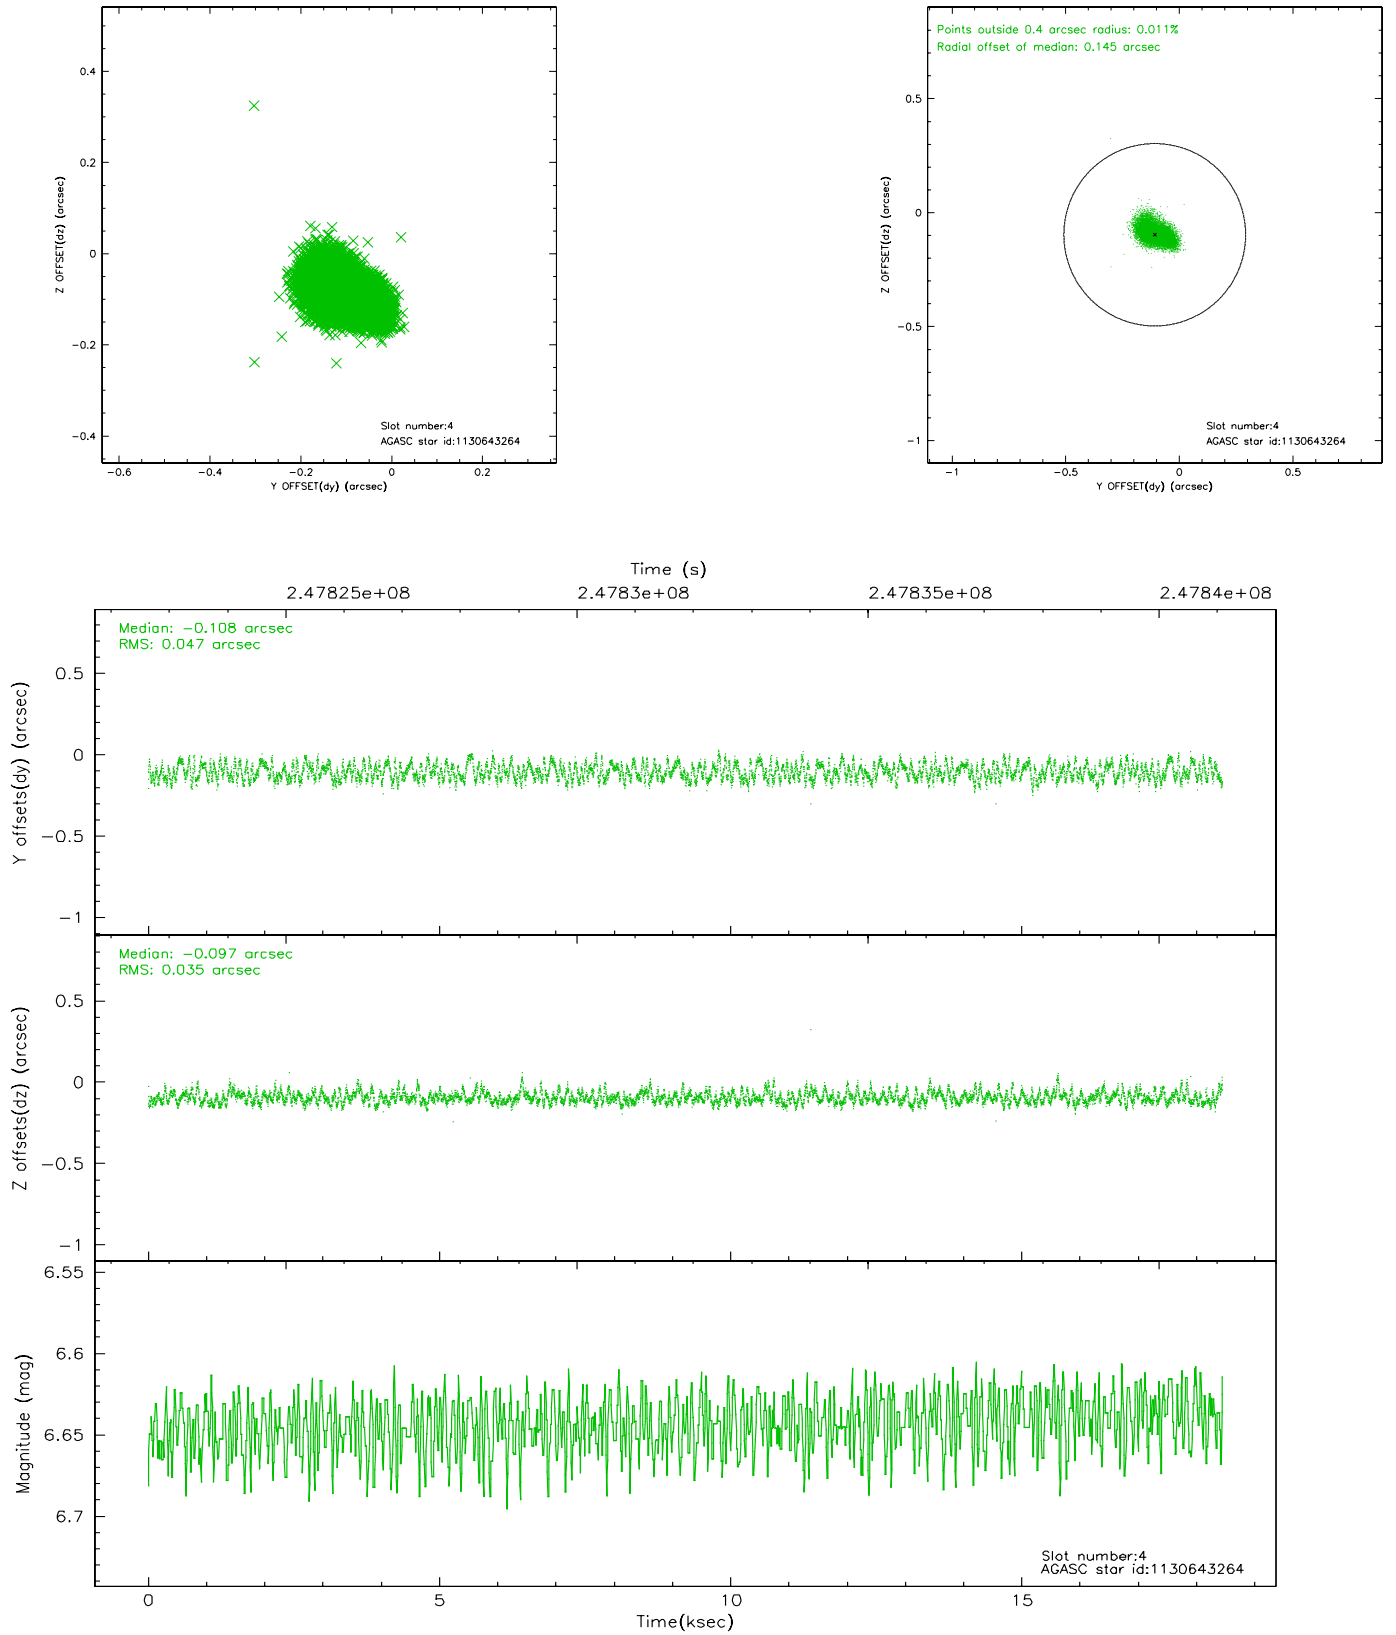 0.4
0.2
0
−0.2
−0.4
Z OFFSET(dz) (arcsec)
Slot number:4
AGASC star id:1130643264
−0.6
−0.4
−0.2
0
0.2
Y OFFSET(dy) (arcsec)
Points outside 0.4 arcsec radius: 0.011%
Radial offset of median: 0.145 arcsec
0.5
0
−0.5
−1
Z OFFSET(dz) (arcsec)
Slot number:4
AGASC star id:1130643264
−1
−0.5
0
0.5
Y OFFSET(dy) (arcsec)
Time (s)
2.47825e+08
2.4783e+08
2.47835e+08
2.4784e+08
Median: −0.108 arcsec
RMS: 0.047 arcsec
0.5
0
−0.5
−1
Y offsets(dy) (arcsec)
Median: −0.097 arcsec
RMS: 0.035 arcsec
0.5
0
−0.5
−1
Z offsets(dz) (arcsec)
6.55
6.6
6.65
6.7
Magnitude (mag)
Slot number:4
AGASC star id:1130643264
0
5
10
15
Time(ksec)